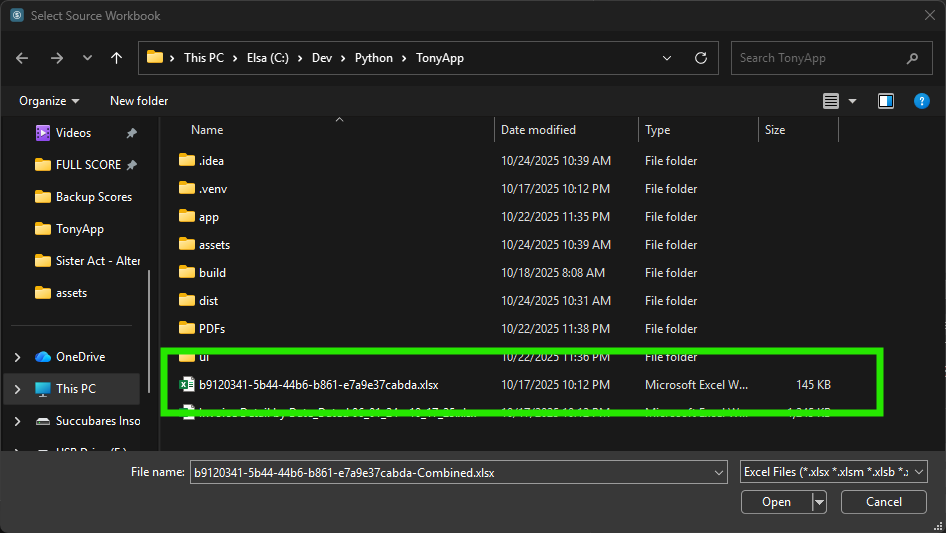 Select Source Workbook
This PC > Elsa (C:) > Dev > Python > TonyApp
Search TonyApp
Organize
New folder
Name Date modified Type Size
Videos
FULL SCORE
Backup Scores
TonyApp
Sister Act - Alter
assets
OneDrive
This PC
Succubares Inso
.idea 10/24/2025 10:39 AM File folder
.venv 10/17/2025 10:12 PM File folder
app 10/22/2025 11:35 PM File folder
assets 10/24/2025 10:39 AM File folder
build 10/18/2025 8:08 AM File folder
dist 10/24/2025 10:31 AM File folder
PDFs 10/22/2025 11:38 PM File folder
ui 10/22/2025 11:36 PM File folder
b9120341-5b44-44b6-b861-e7a9e37cabda.xlsx 10/17/2025 10:12 PM Microsoft Excel W... 145 KB
File name: b9120341-5b44-44b6-b861-e7a9e37cabda-Combined.xlsx
Excel Files (*.xlsx *.xlsm *.xlsb *.x
Open
Cancel